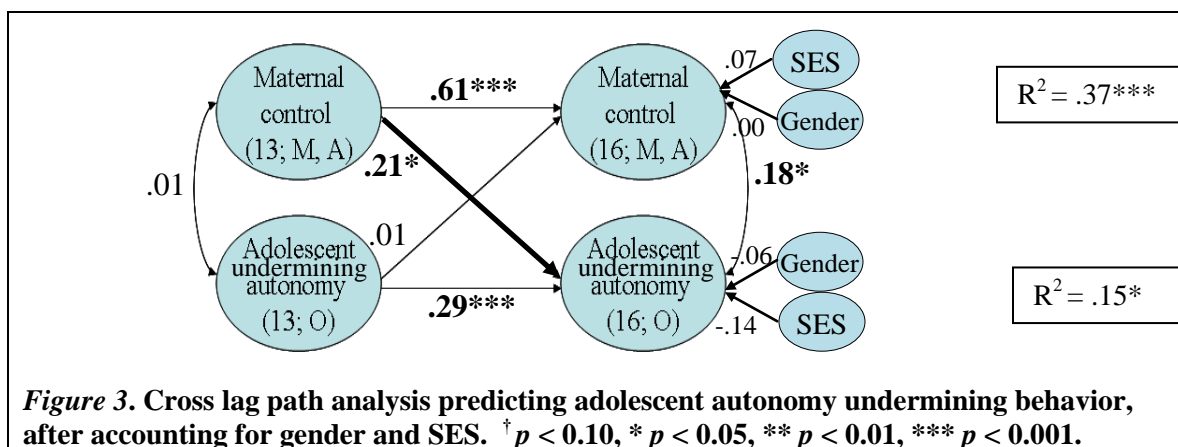 Maternal
control
(13; M, A)
.61***
Maternal
control
(16; M, A)
.07
SES
.00
Gender
R² = .37***
.21*
.18*
.01
.01
Adolescent
undermining
autonomy
(13; O)
.29***
Adolescent
undermining
autonomy
(16; O)
-.06
Gender
-.14
SES
R² = .15*
Figure 3. Cross lag path analysis predicting adolescent autonomy undermining behavior,
after accounting for gender and SES. † p < 0.10, * p < 0.05, ** p < 0.01, *** p < 0.001.